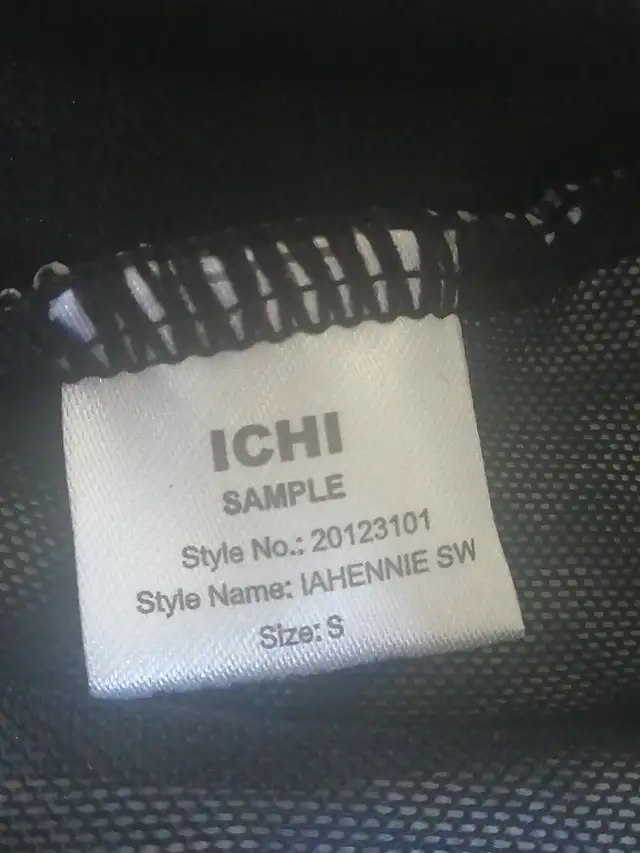 ICHI
SAMPLE
Style No.: 20123101
Style Name: IAHENNIE SW
Size: S